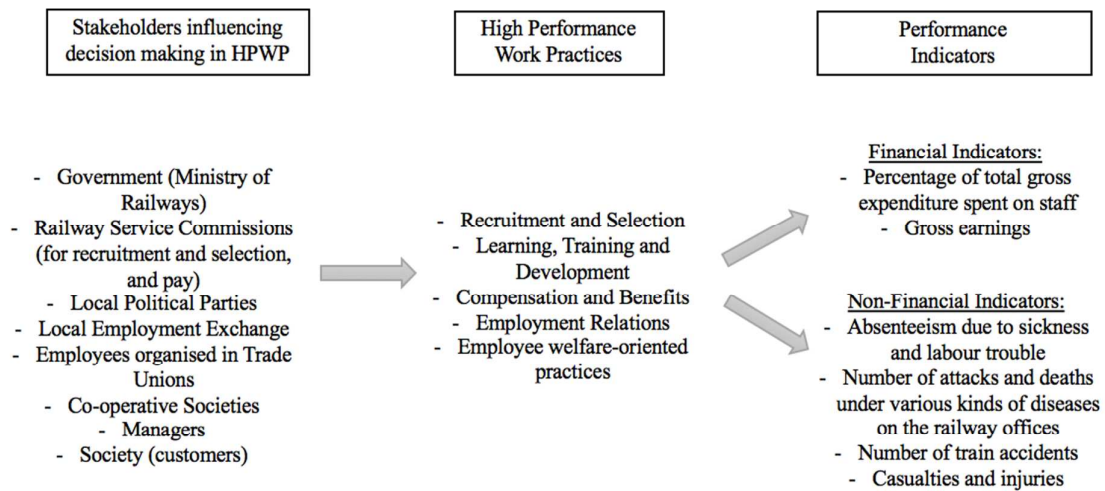 Stakeholders influencing
decision making in HPWP
High Performance
Work Practices
Performance
Indicators
- Government (Ministry of
Railways)
- Railway Service Commissions
(for recruitment and selection,
and pay)
- Local Political Parties
- Local Employment Exchange
- Employees organised in Trade
Unions
- Co-operative Societies
- Managers
- Society (customers)
- Recruitment and Selection
- Learning, Training and
Development
- Compensation and Benefits
- Employment Relations
- Employee welfare-oriented
practices
Financial Indicators:
- Percentage of total gross
expenditure spent on staff
- Gross earnings
Non-Financial Indicators:
- Absenteeism due to sickness
and labour trouble
- Number of attacks and deaths
under various kinds of diseases
on the railway offices
- Number of train accidents
- Casualties and injuries